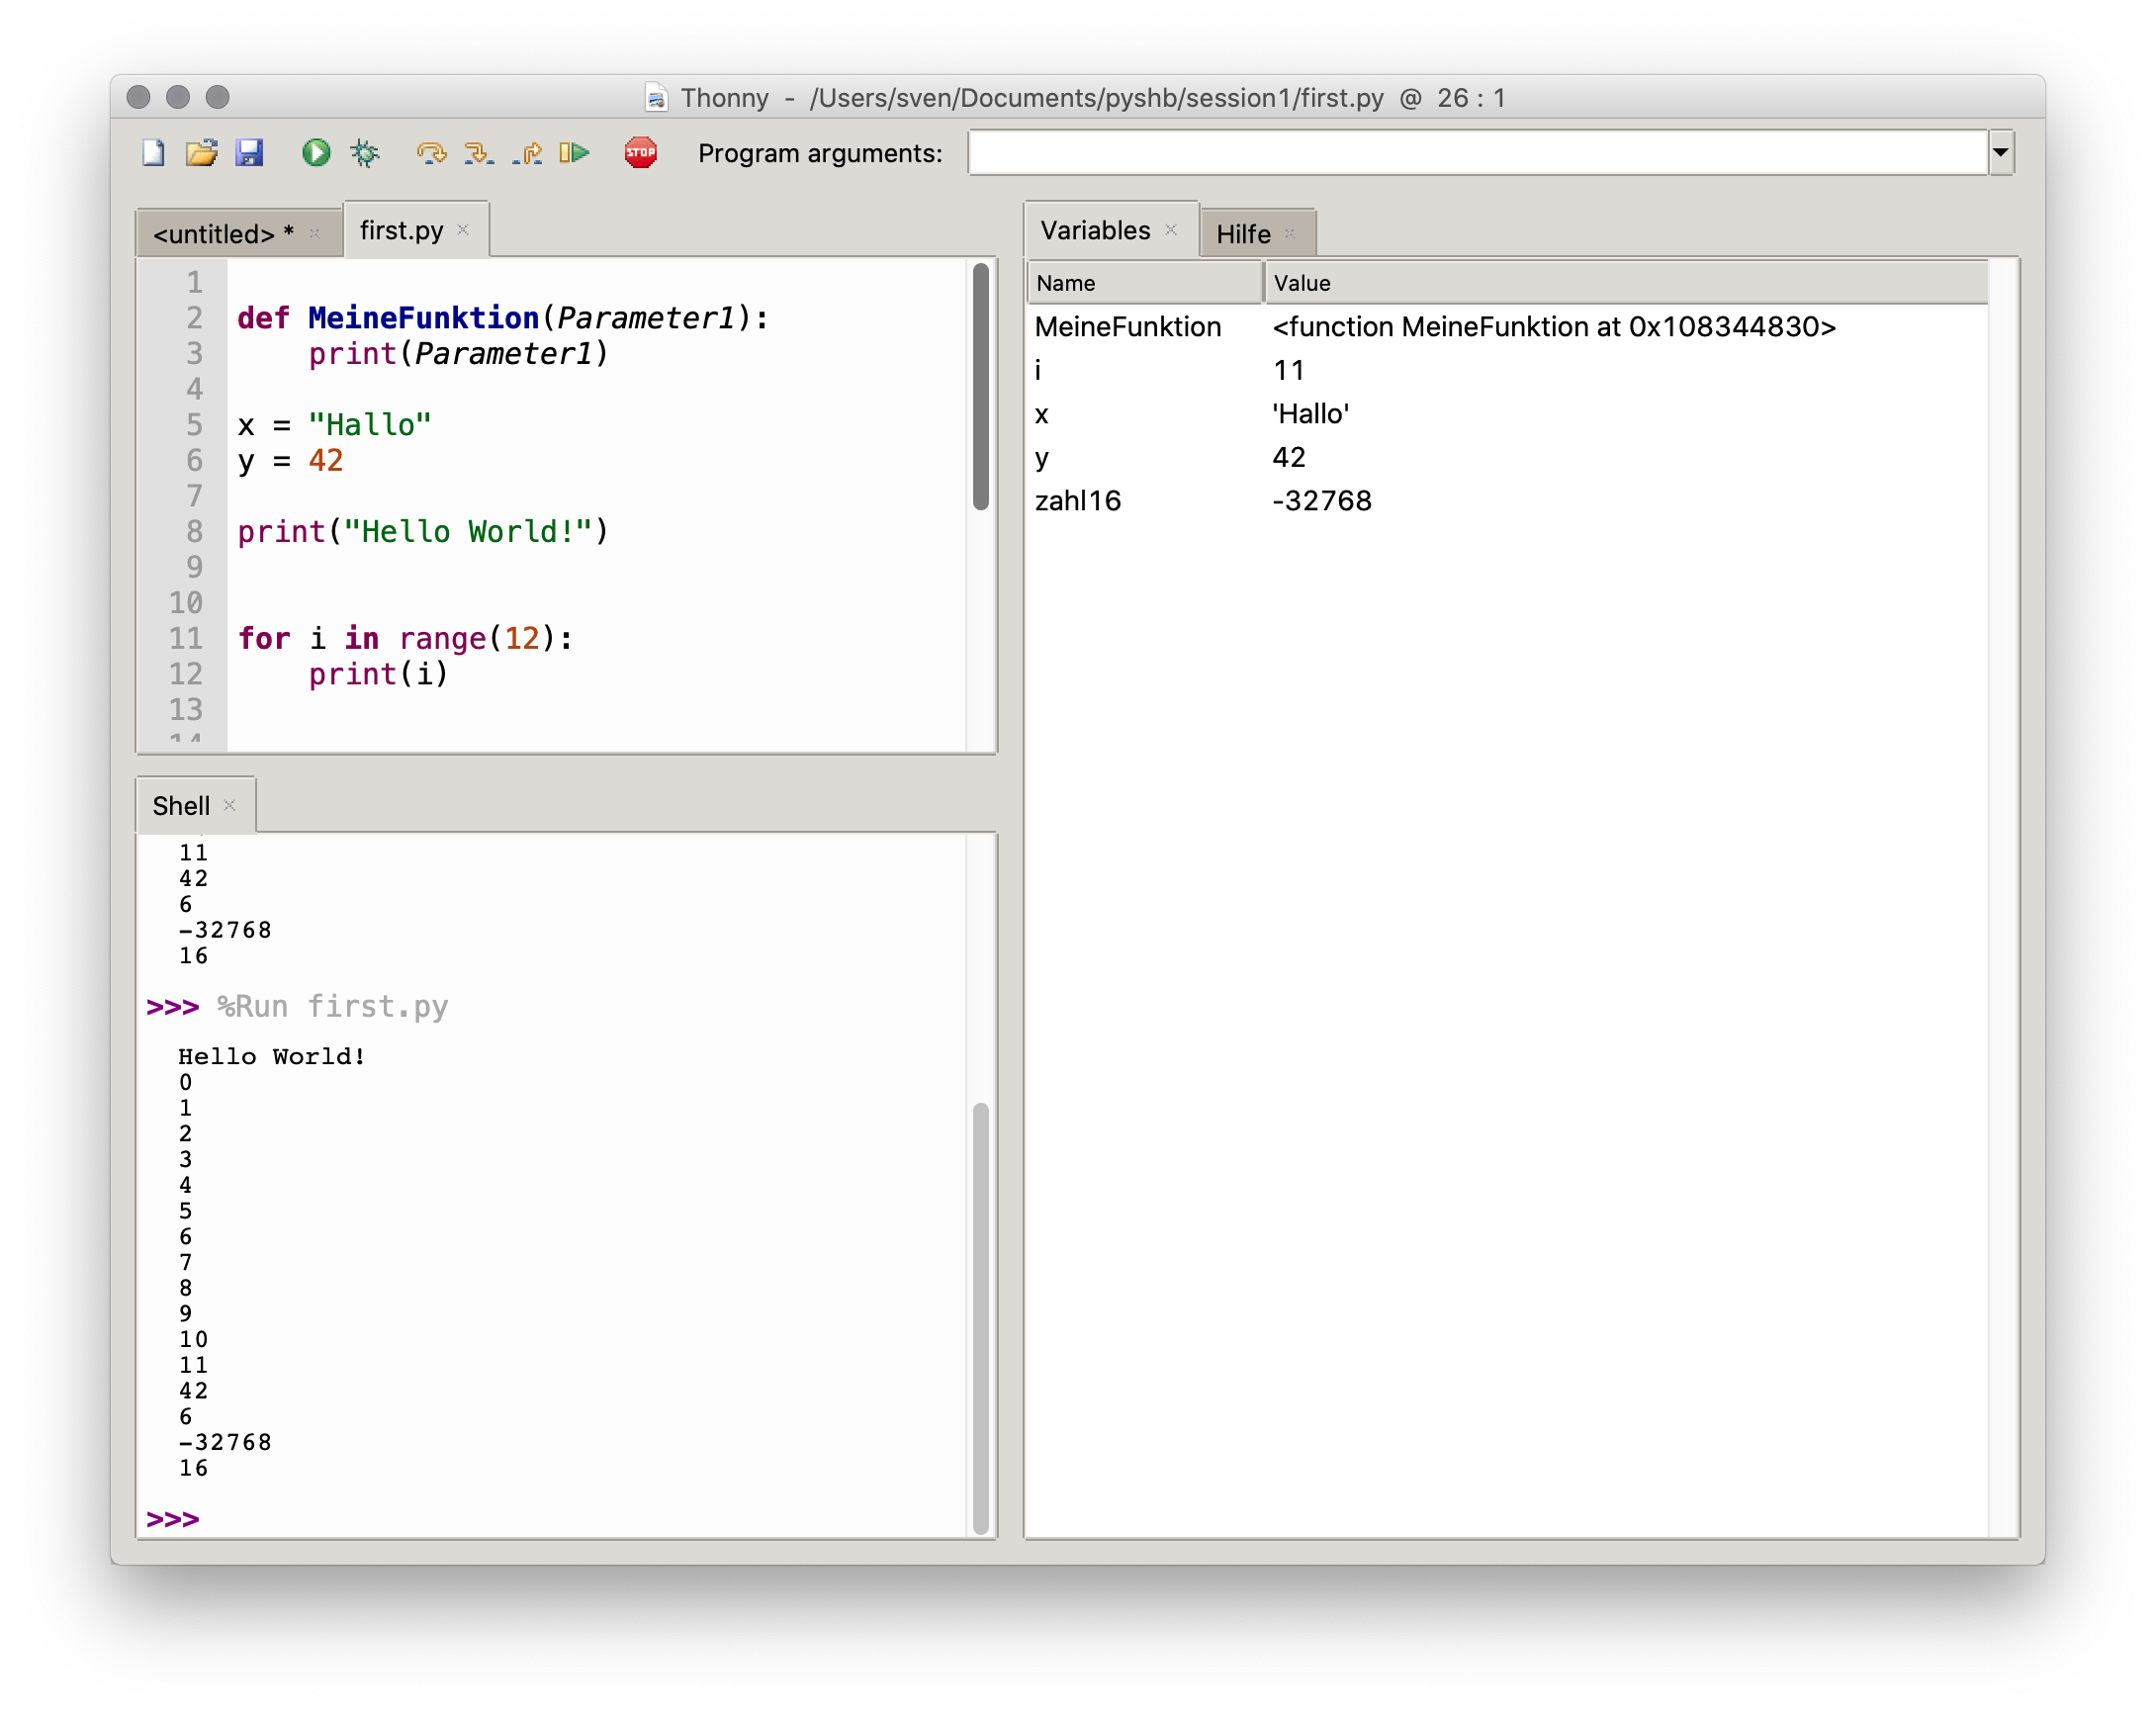 Thonny - /Users/sven/Documents/pyshb/session1/first.py @ 26 : 1
STOP
Program arguments:
<untitled> *
first.py
1
2 def MeineFunktion(Parameter1):
3 print(Parameter1)
4
5 x = "Hallo"
6 y = 42
7
8 print("Hello World!")
9
10
11 for i in range(12):
12 print(i)
13
14
Shell
11
42
6
-32768
16
>>> %Run first.py
Hello World!
0
1
2
3
4
5
6
7
8
9
10
11
42
6
-32768
16
>>>
Variables
Hilfe
Name Value
MeineFunktion <function MeineFunktion at 0x108344830>
i 11
x 'Hallo'
y 42
zahl16 -32768